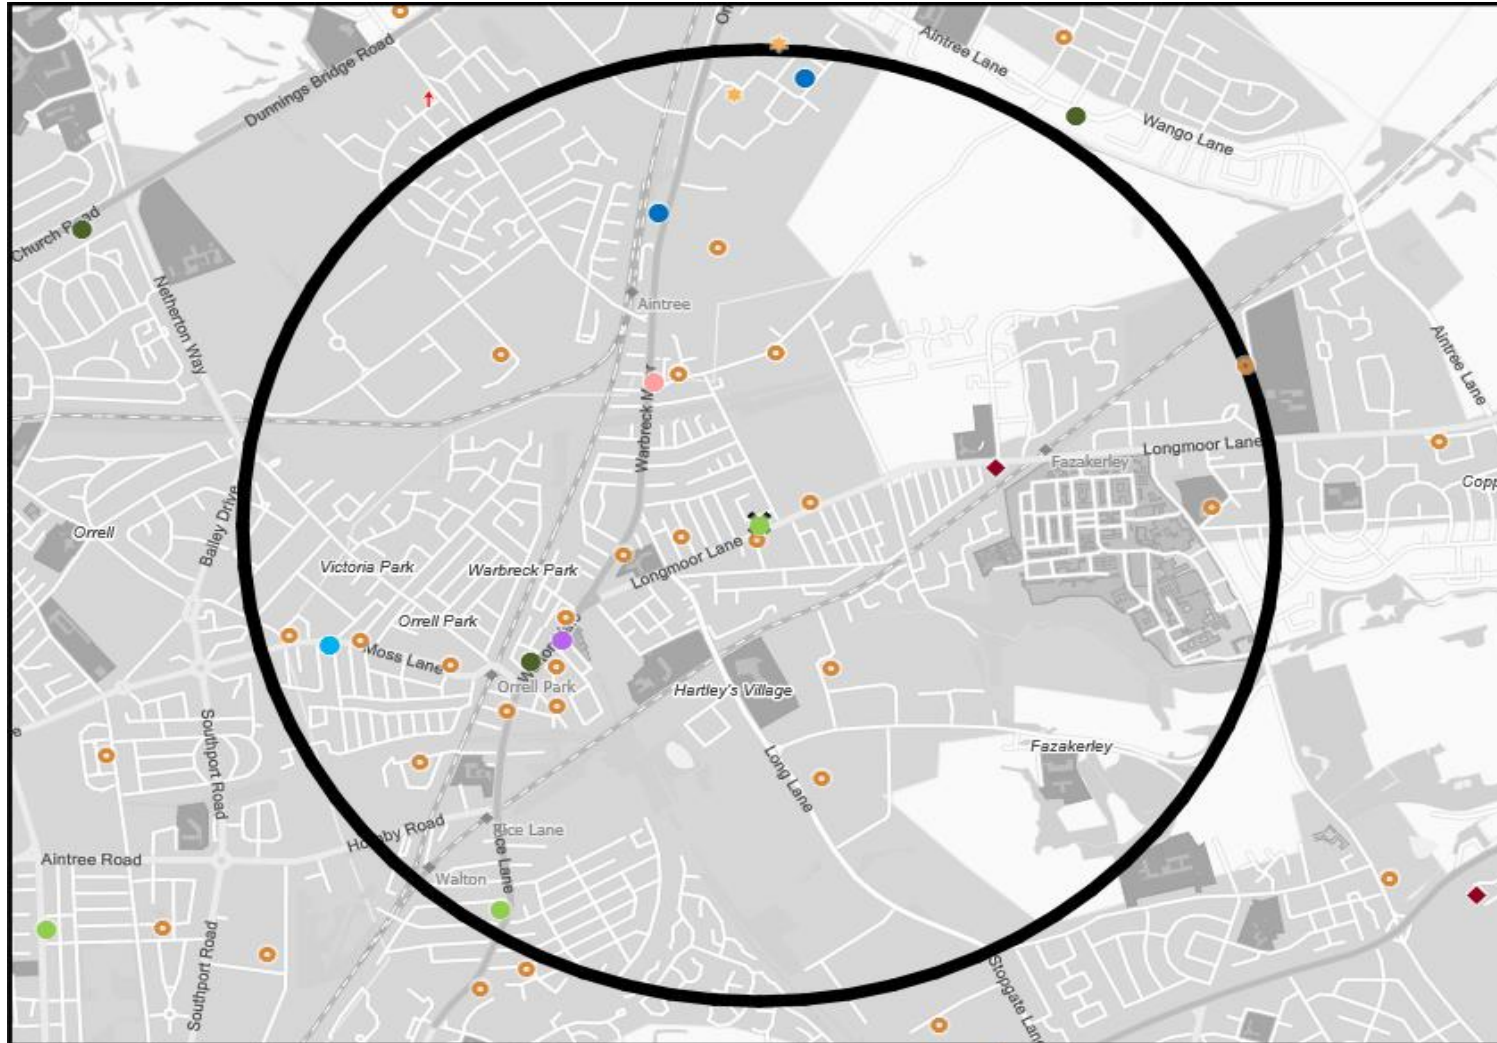 Or
Aintree Lane
Dunnings Bridge Road
Wango Lane
Church Road
Netherton Way
Aintree
Aintree Lane
Warbreck M r
Longmoor Lane
Fazakerley
Copp
Orrell
Bailey Drive
Victoria Park
Warbreck Park
Longmoor Lane
Orrell Park
Moss Lane
Orrell Park
Hartley's Village
e
Southport Road
Fazakerley
Long Lane
Rice Lane
Hornby Road
Rice Lane
Aintree Road
Walton
Southport Road
Stopgate Lane